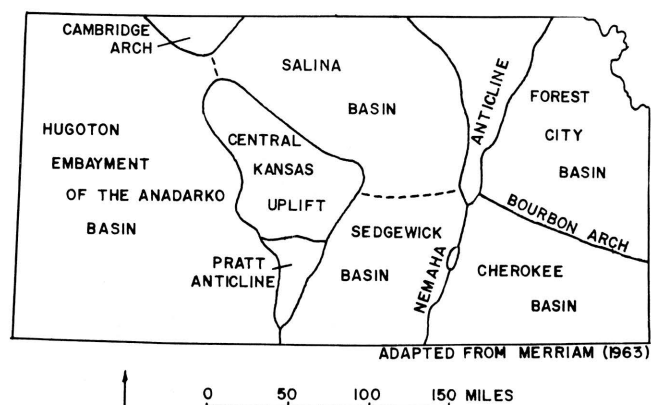 CAMBRIDGE
ARCH
SALINA
BASIN
HUGOTON
EMBAYMENT
OF THE ANADARKO
BASIN
CENTRAL
KANSAS
UPLIFT
PRATT
ANTICLINE
SEDGEWICK
BASIN
NEMAHA
ANTICLINE
FOREST
CITY
BASIN
BOURBON ARCH
CHEROKEE
BASIN
ADAPTED FROM MERRIAM (1963)
0 50 100 150 MILES